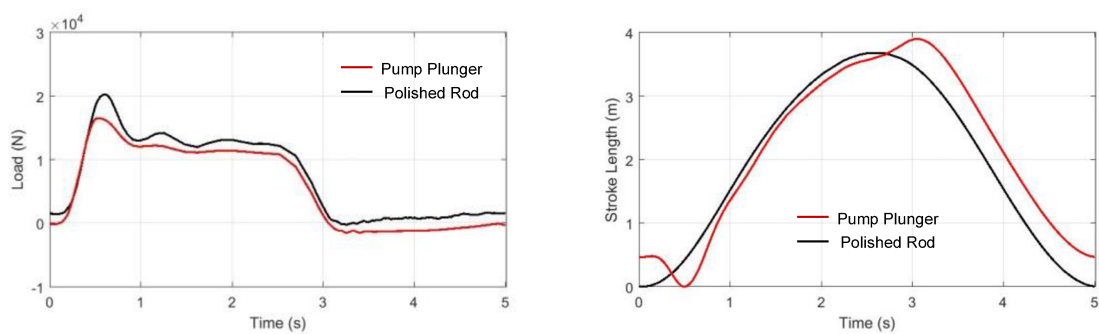 ×10⁴
3
2
1
0
-1
Load (N)
Pump Plunger
Polished Rod
0 1 2 3 4 5
Time (s)
4
3
2
1
0
Stroke Length (m)
Pump Plunger
Polished Rod
0 1 2 3 4 5
Time (s)